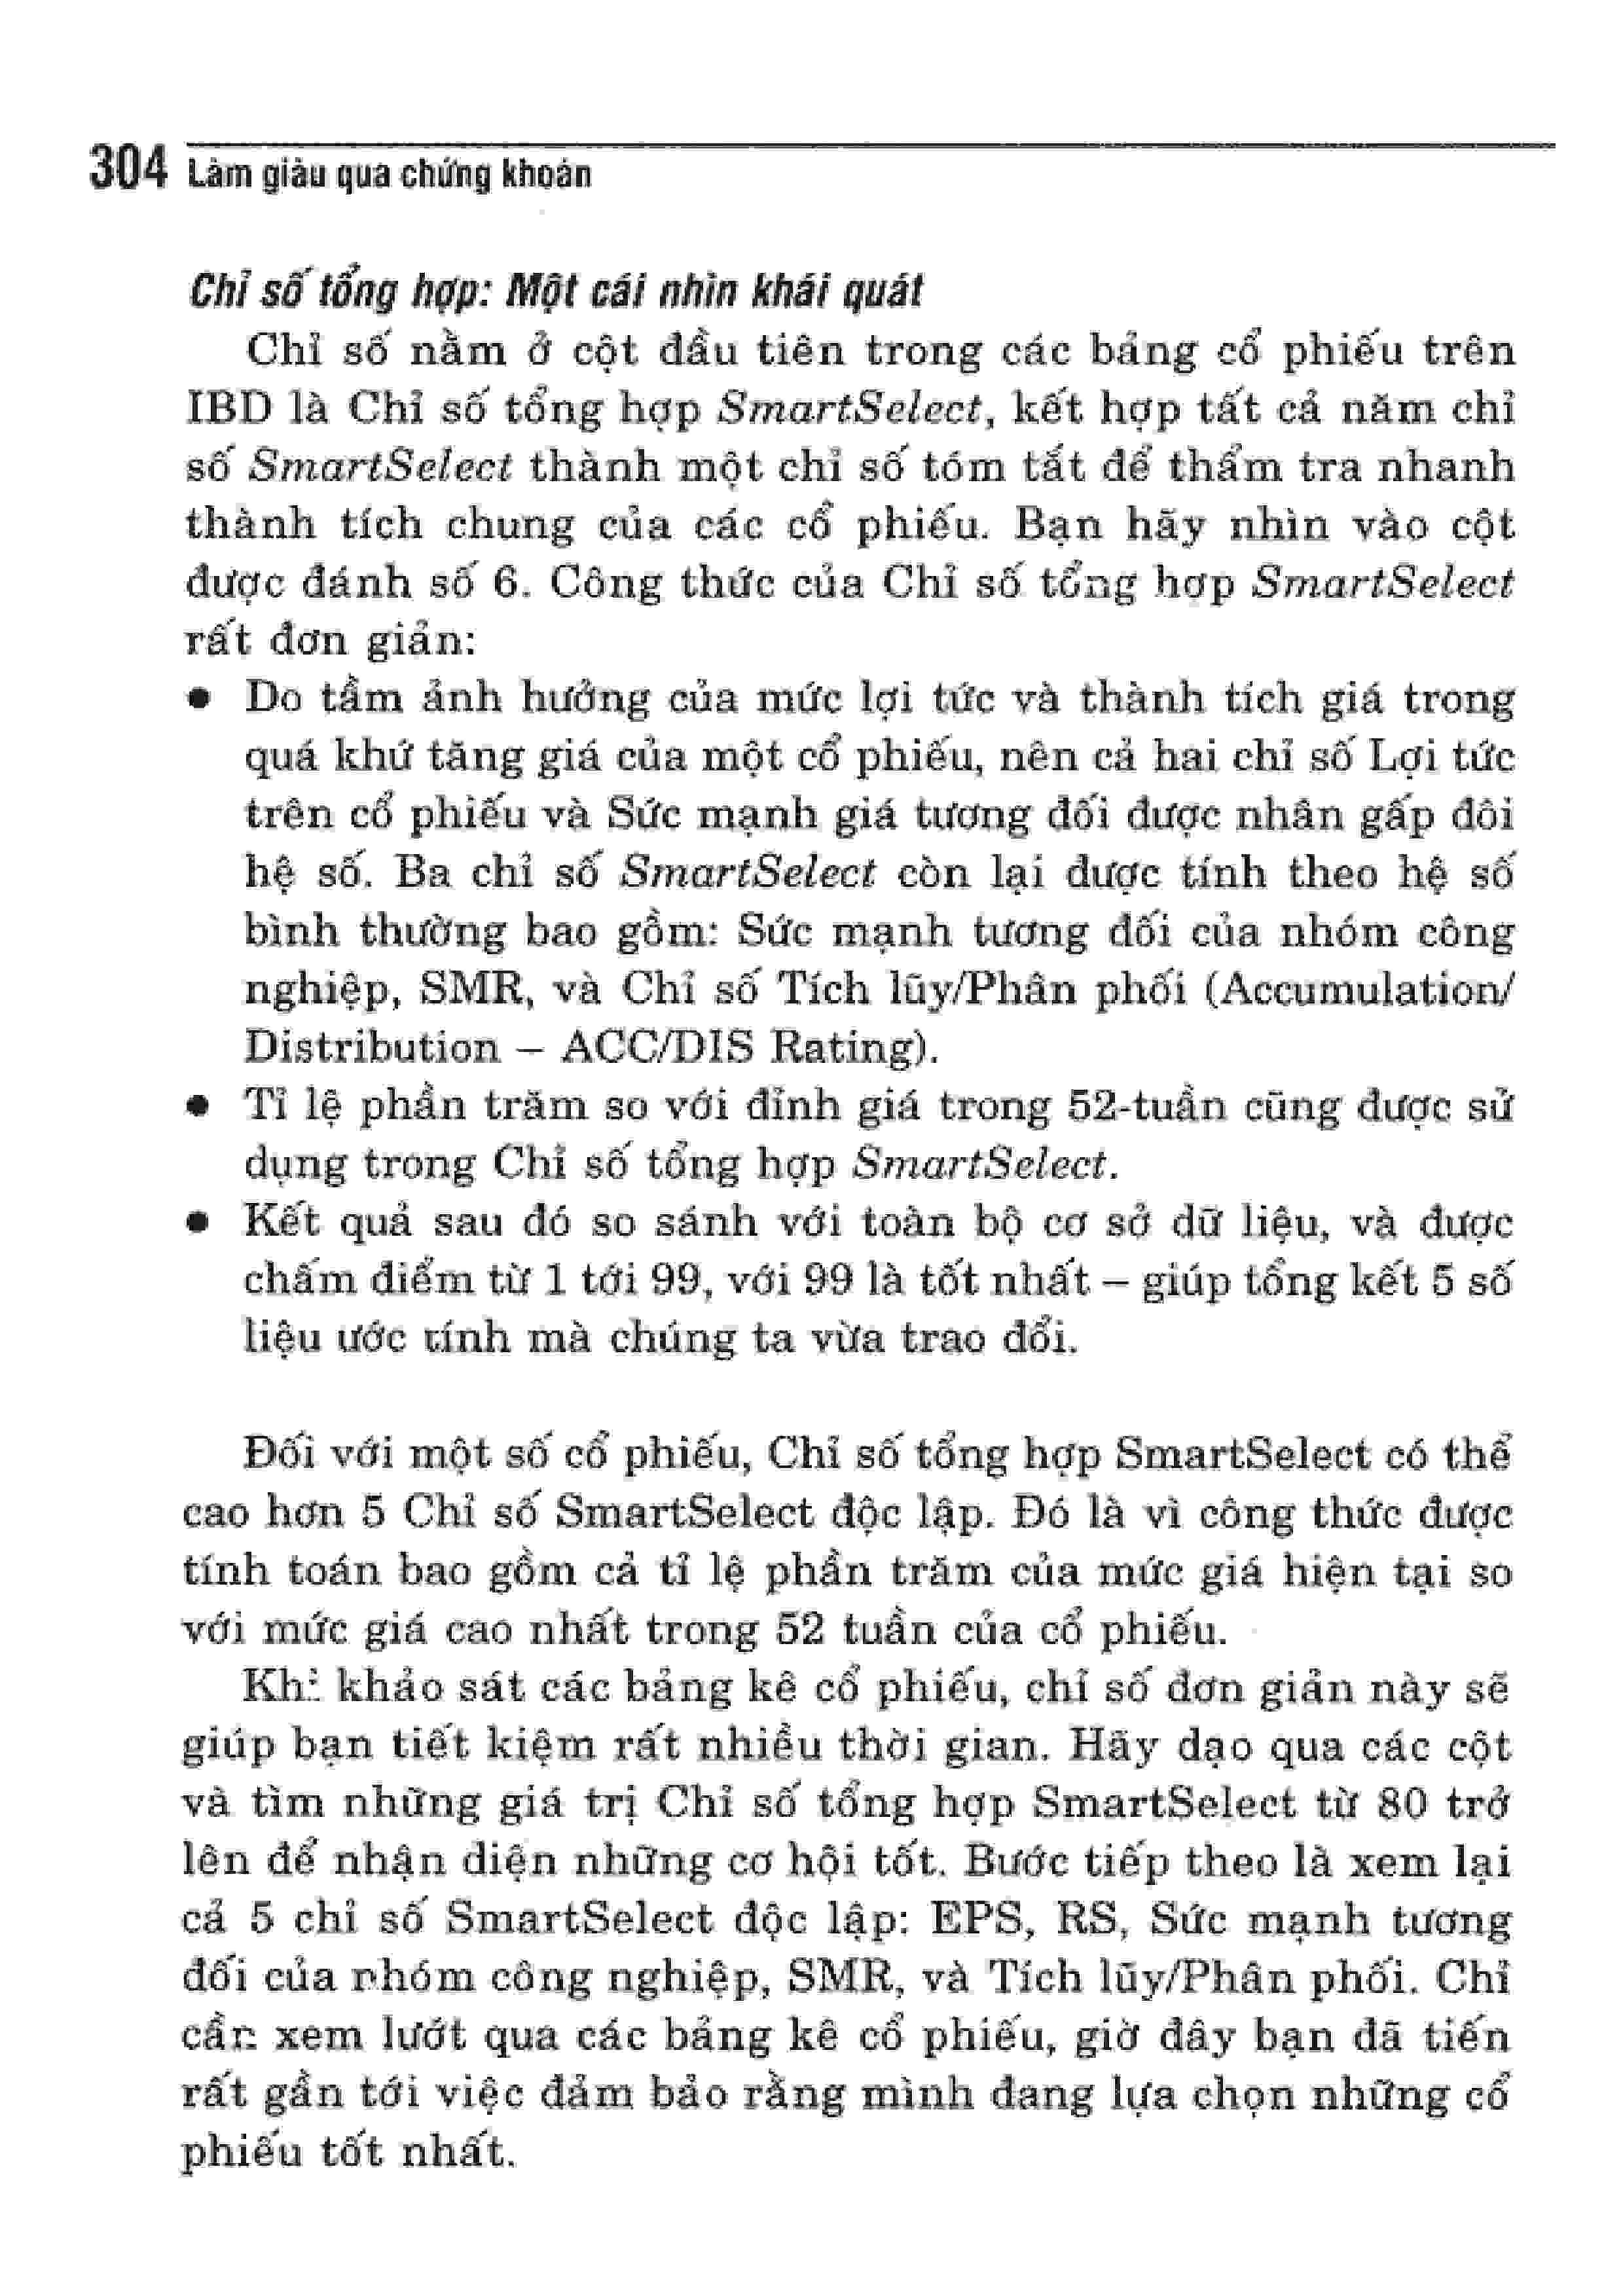 304 Làm giàu qua chứng khoán
Chỉ số tổng hợp: Một cái nhìn khái quát
Chỉ số nằm ở cột đầu tiên trong các bảng cổ phiếu trên
IBD là Chỉ số tổng hợp SmartSelect, kết hợp tất cả năm chỉ
số SmartSelect thành một chỉ số tóm tắt để thẩm tra nhanh
thành tích chung của các cổ phiếu. Bạn hãy nhìn vào cột
được đánh số 6. Công thức của Chỉ số tổng hợp SmartSelect
rất đơn giản:
● Do tầm ảnh hưởng của mức lợi tức và thành tích giá trong
quá khứ tăng giá của một cổ phiếu, nên cả hai chỉ số Lợi tức
trên cổ phiếu và Sức mạnh giá tương đối được nhân gấp đôi
hệ số. Ba chỉ số SmartSelect còn lại được tính theo hệ số
bình thường bao gồm: Sức mạnh tương đối của nhóm công
nghiệp, SMR, và Chỉ số Tích lũy/Phân phối (Accumulation/
Distribution – ACC/DIS Rating).
● Tỉ lệ phần trăm so với đỉnh giá trong 52-tuần cũng được sử
dụng trong Chỉ số tổng hợp SmartSelect.
● Kết quả sau đó so sánh với toàn bộ cơ sở dữ liệu, và được
chấm điểm từ 1 tới 99, với 99 là tốt nhất – giúp tổng kết 5 số
liệu ước tính mà chúng ta vừa trao đổi.
Đối với một số cổ phiếu, Chỉ số tổng hợp SmartSelect có thể
cao hơn 5 Chỉ số SmartSelect độc lập. Đó là vì công thức được
tính toán bao gồm cả tỉ lệ phần trăm của mức giá hiện tại so
với mức giá cao nhất trong 52 tuần của cổ phiếu.
Khi khảo sát các bảng kê cổ phiếu, chỉ số đơn giản này sẽ
giúp bạn tiết kiệm rất nhiều thời gian. Hãy dạo qua các cột
và tìm những giá trị Chỉ số tổng hợp SmartSelect từ 80 trở
lên để nhận diện những cơ hội tốt. Bước tiếp theo là xem lại
cả 5 chỉ số SmartSelect độc lập: EPS, RS, Sức mạnh tương
đối của nhóm công nghiệp, SMR, và Tích lũy/Phân phối. Chỉ
cần xem lướt qua các bảng kê cổ phiếu, giờ đây bạn đã tiến
rất gần tới việc đảm bảo rằng mình đang lựa chọn những cổ
phiếu tốt nhất.